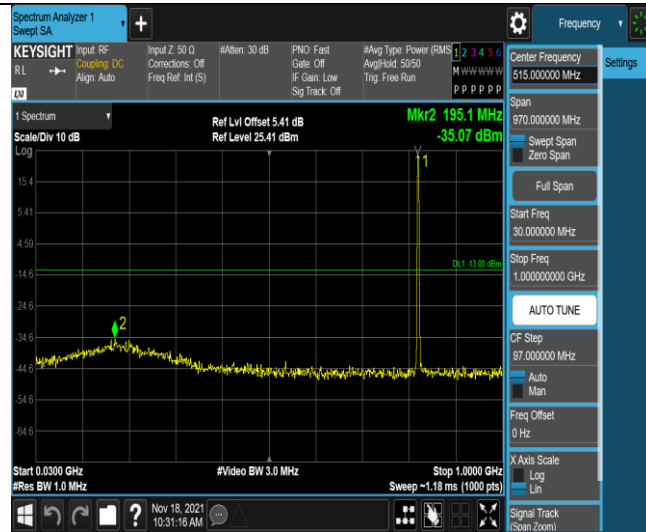 Spectrum Analyzer 1
Swept SA
Frequency
KEYSIGHT
R L
LXI
Input: RF
Coupling: DC
Align: Auto
Input Z: 50 Ω
Corrections: Off
Freq Ref: Int (S)
#Atten: 30 dB
PNO: Fast
Gate: Off
IF Gain: Low
Sig Track: Off
#Avg Type: Power (RMS
Avg|Hold: 50/50
Trig: Free Run
1 2 3 4 5 6
M W W W W W
P P P P P P
1 Spectrum
Scale/Div 10 dB
Log
Ref Lvl Offset 5.41 dB
Ref Level 25.41 dBm
Mkr2 195.1 MHz
-35.07 dBm
15.4
5.41
-4.59
-14.6
-24.6
-34.6
-44.6
-54.6
-64.6
1
2
DL1 -13.00 dBm
Start 0.0300 GHz
#Res BW 1.0 MHz
#Video BW 3.0 MHz
Stop 1.0000 GHz
Sweep ~1.18 ms (1000 pts)
Nov 18, 2021
10:31:16 AM
?
Center Frequency
515.000000 MHz
Settings
Span
970.000000 MHz
Swept Span
Zero Span
Full Span
Start Freq
30.000000 MHz
Stop Freq
1.00000000 GHz
AUTO TUNE
CF Step
97.000000 MHz
Auto
Man
Freq Offset
0 Hz
X Axis Scale
Log
Lin
Signal Track
(Span Zoom)